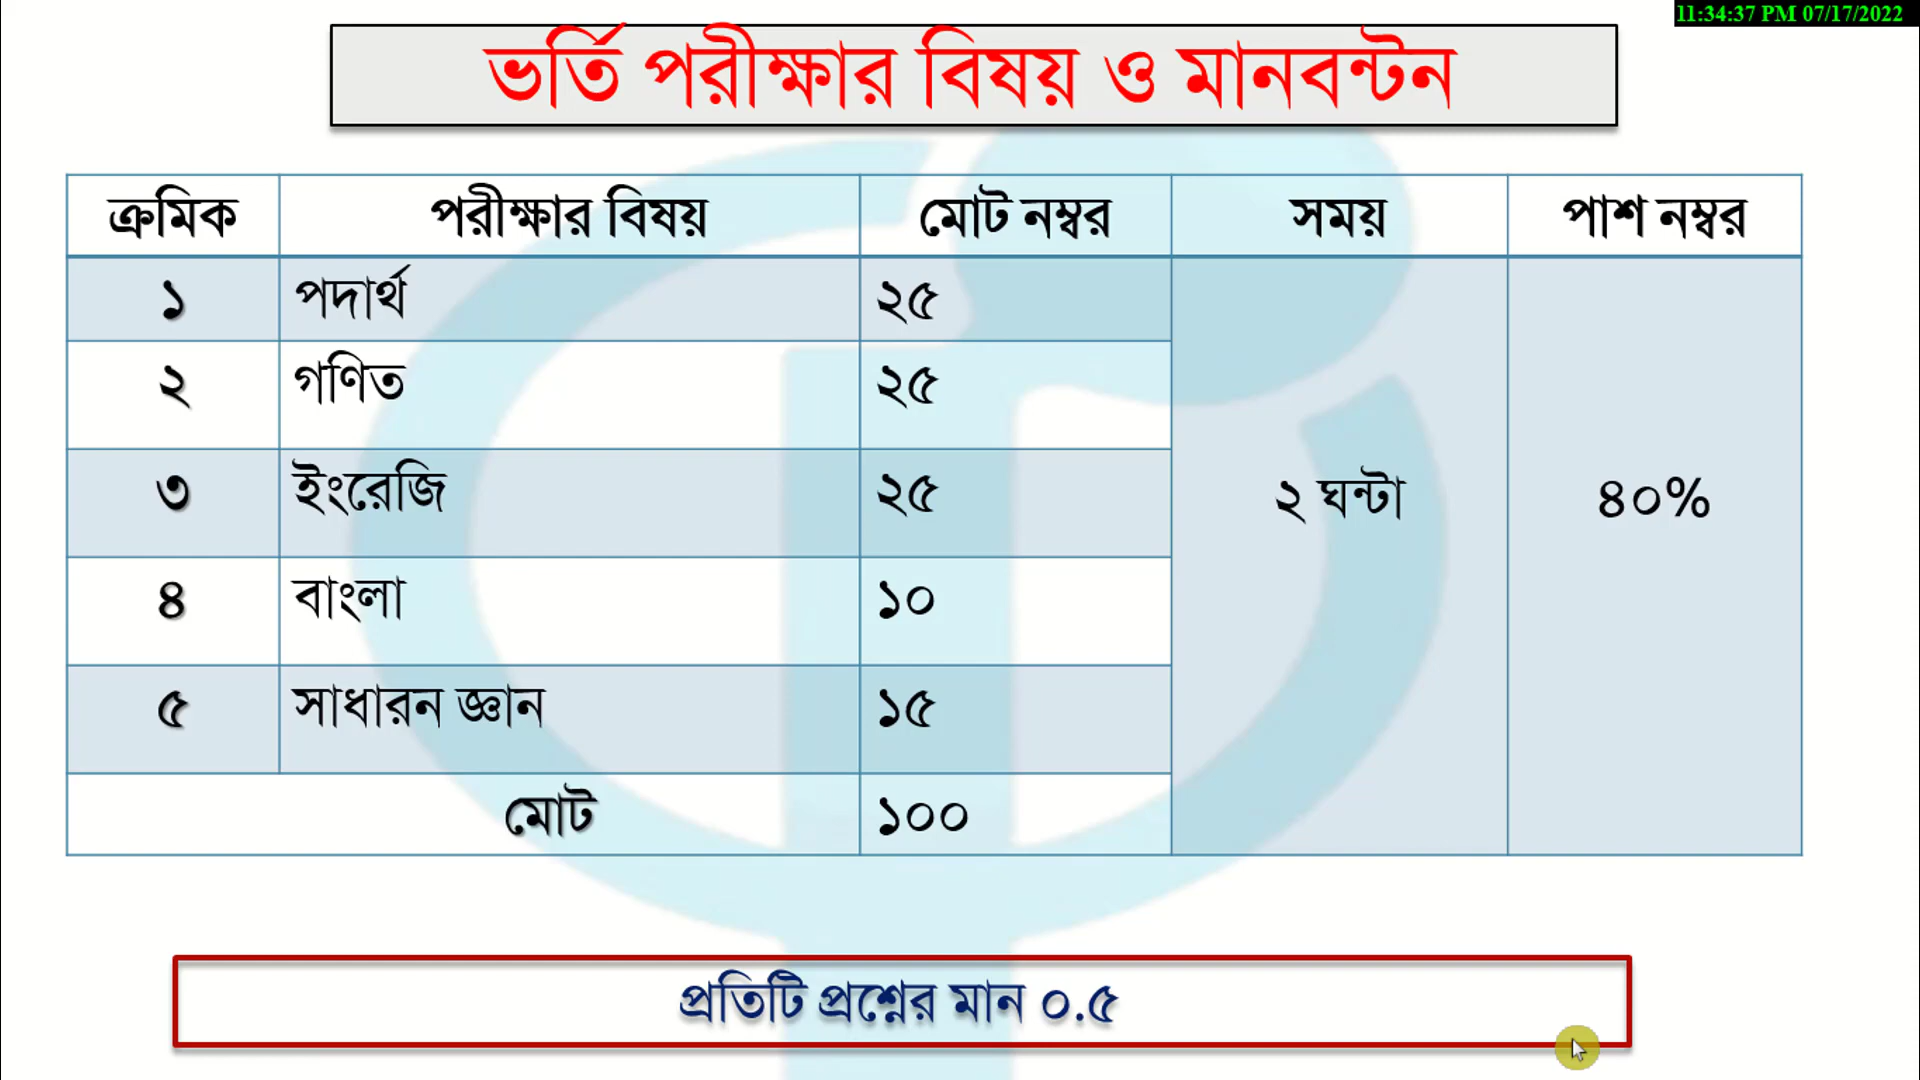 11:34:37 PM 07/17/2022
ভর্তি পরীক্ষার বিষয় ও মানবন্টন
ক্রমিক পরীক্ষার বিষয় মোট নম্বর সময় পাশ নম্বর
১ পদার্থ ২৫
২ গণিত ২৫
৩ ইংরেজি ২৫ ২ ঘন্টা ৪০%
৪ বাংলা ১০
৫ সাধারন জ্ঞান ১৫
মোট ১০০
প্রতিটি প্রশ্নের মান ০.৫